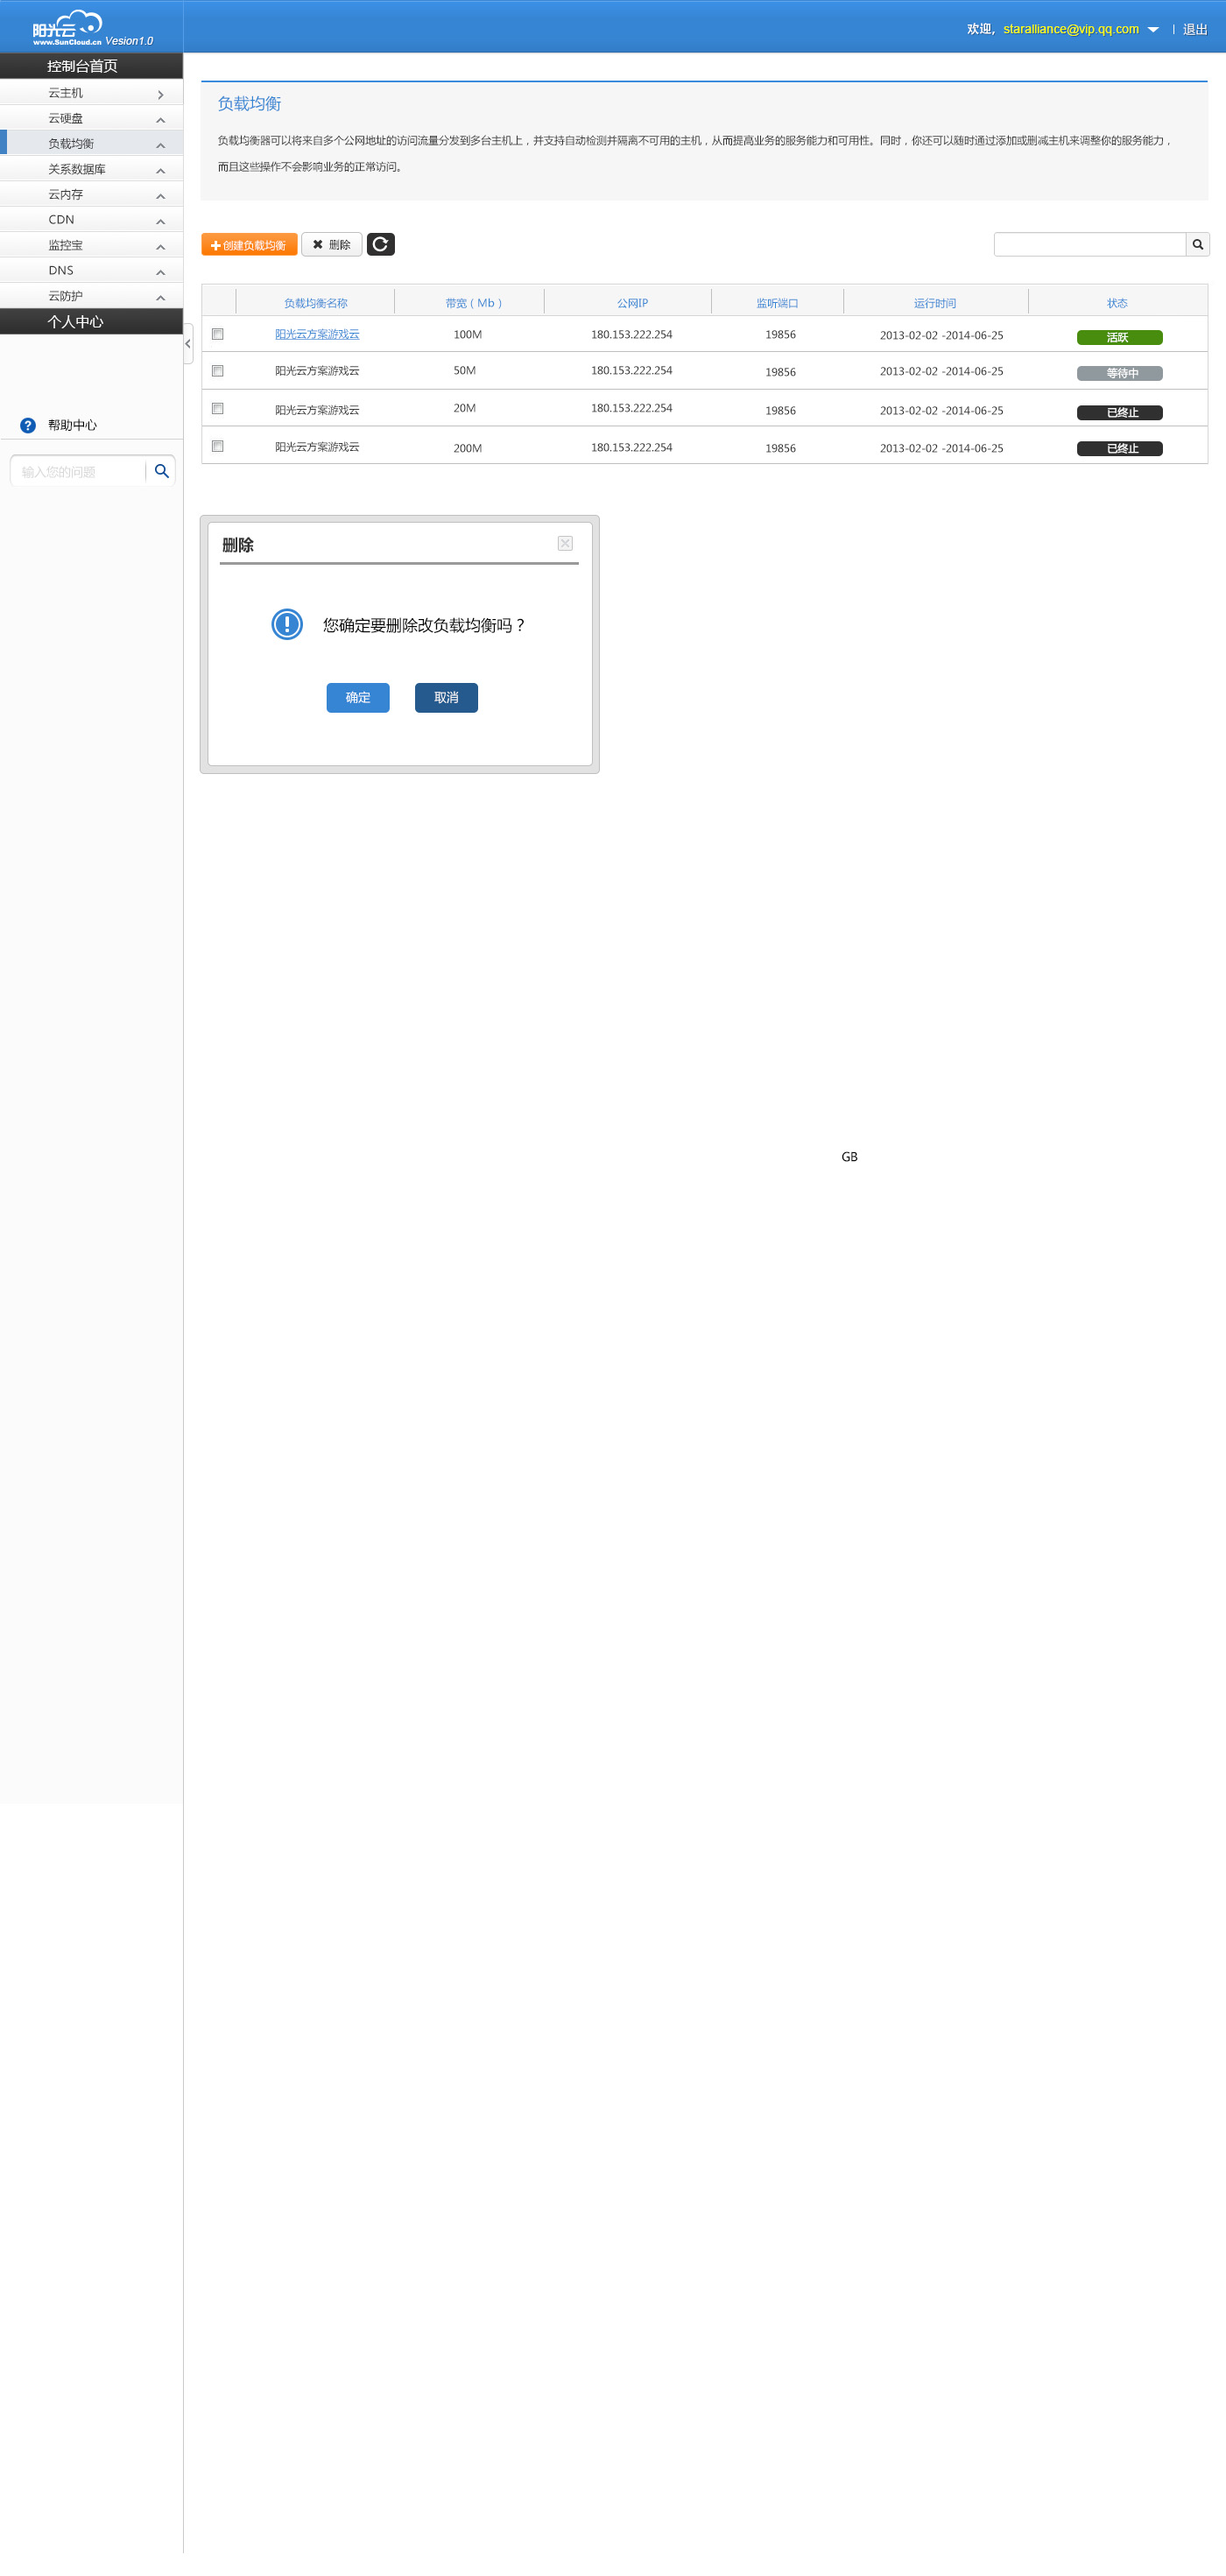 阳光云
www.SunCloud.cn Vesion1.0
欢迎, staralliance@vip.qq.com | 退出
控制台首页
云主机
云硬盘
负载均衡
关系数据库
云内存
CDN
监控宝
DNS
云防护
个人中心
帮助中心
输入您的问题
负载均衡
负载均衡器可以将来自多个公网地址的访问流量分发到多台主机上，并支持自动检测并隔离不可用的主机，从而提高业务的服务能力和可用性。同时，你还可以随时通过添加或删减主机来调整你的服务能力，
而且这些操作不会影响业务的正常访问。
创建负载均衡 删除
负载均衡名称 带宽（Mb） 公网IP 监听端口 运行时间 状态
阳光云方案游戏云 100M 180.153.222.254 19856 2013-02-02 -2014-06-25 活跃
阳光云方案游戏云 50M 180.153.222.254 19856 2013-02-02 -2014-06-25 等待中
阳光云方案游戏云 20M 180.153.222.254 19856 2013-02-02 -2014-06-25 已终止
阳光云方案游戏云 200M 180.153.222.254 19856 2013-02-02 -2014-06-25 已终止
删除
您确定要删除改负载均衡吗？
确定 取消
GB